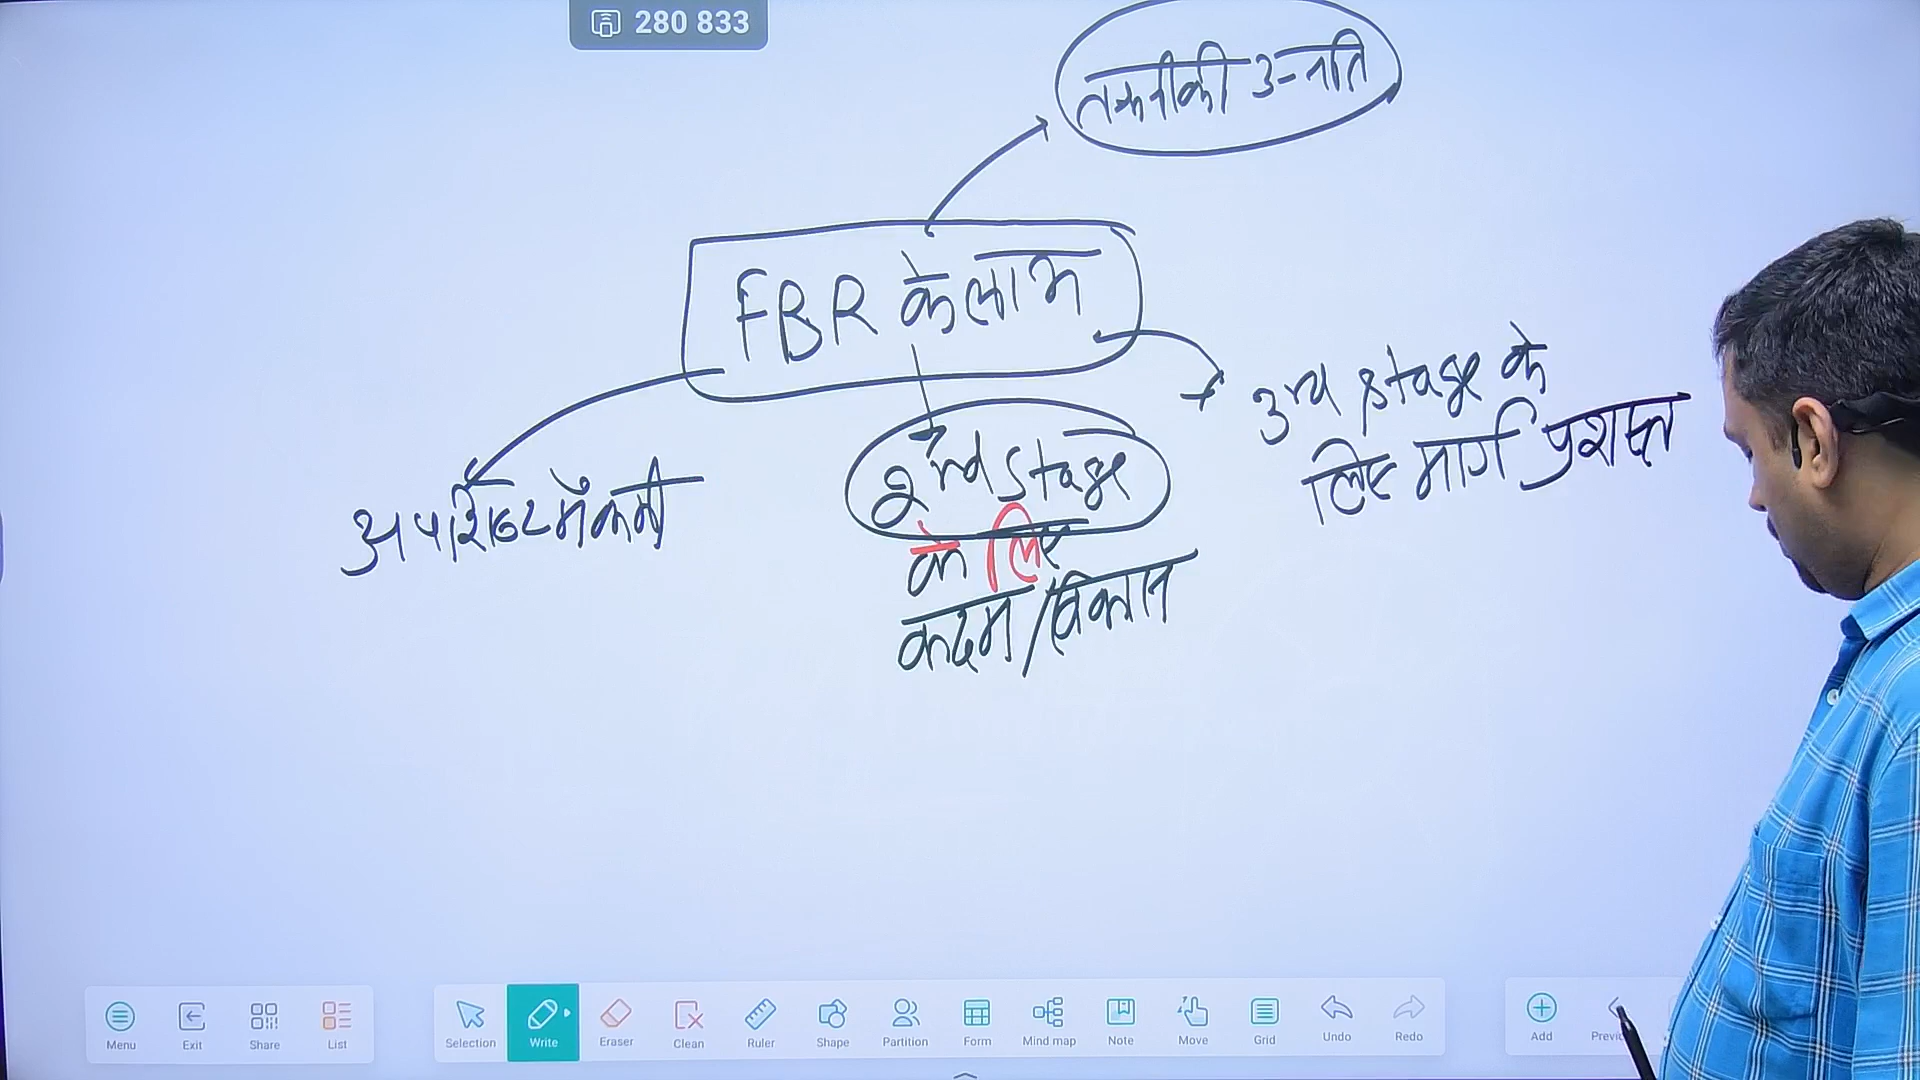 280 833
तकनीकी उन्नति
FBR के लाभ
3rd stage के
लिए मार्ग प्रशस्त
अपशिष्ट में कमी
2nd stage
के लिए
कदम/विकास
Menu
Exit
Share
List
Selection
Write
Eraser
Clean
Ruler
Shape
Partition
Form
Mind map
Note
Move
Grid
Undo
Redo
Add